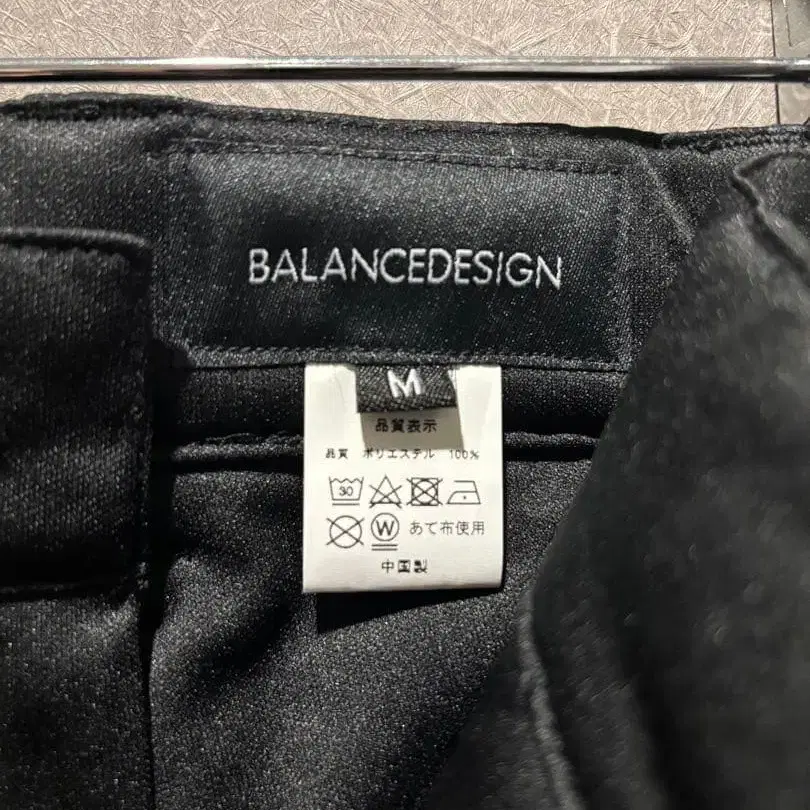 BALANCEDESIGN
M
品質表示
品質 ポリエステル 100%
30
W あて布使用
中国製